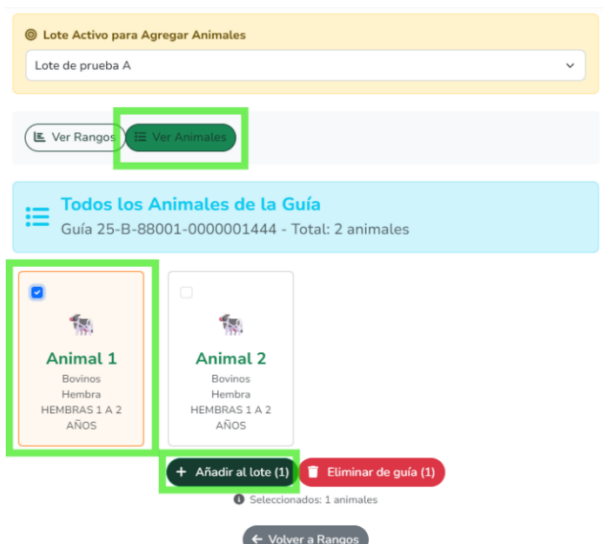 Lote Activo para Agregar Animales
Lote de prueba A
Ver Rangos
Ver Animales
Todos los Animales de la Guía
Guía 25-B-88001-0000001444 - Total: 2 animales
Animal 1
Bovinos
Hembra
HEMBRAS 1 A 2
AÑOS
Animal 2
Bovinos
Hembra
HEMBRAS 1 A 2
AÑOS
+ Añadir al lote (1)
Eliminar de guía (1)
Seleccionados: 1 animales
← Volver a Rangos